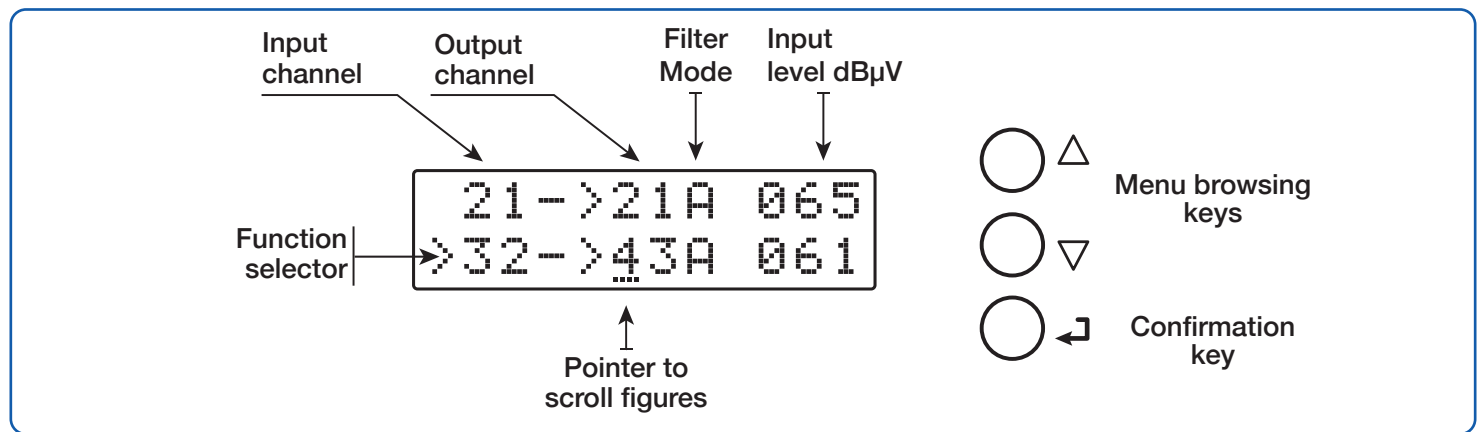 Input
channel
Output
channel
Filter
Mode
Input
level dBµV
21->21A 065
Function
selector
>32->43A 061
Pointer to
scroll figures
Menu browsing
keys
Confirmation
key